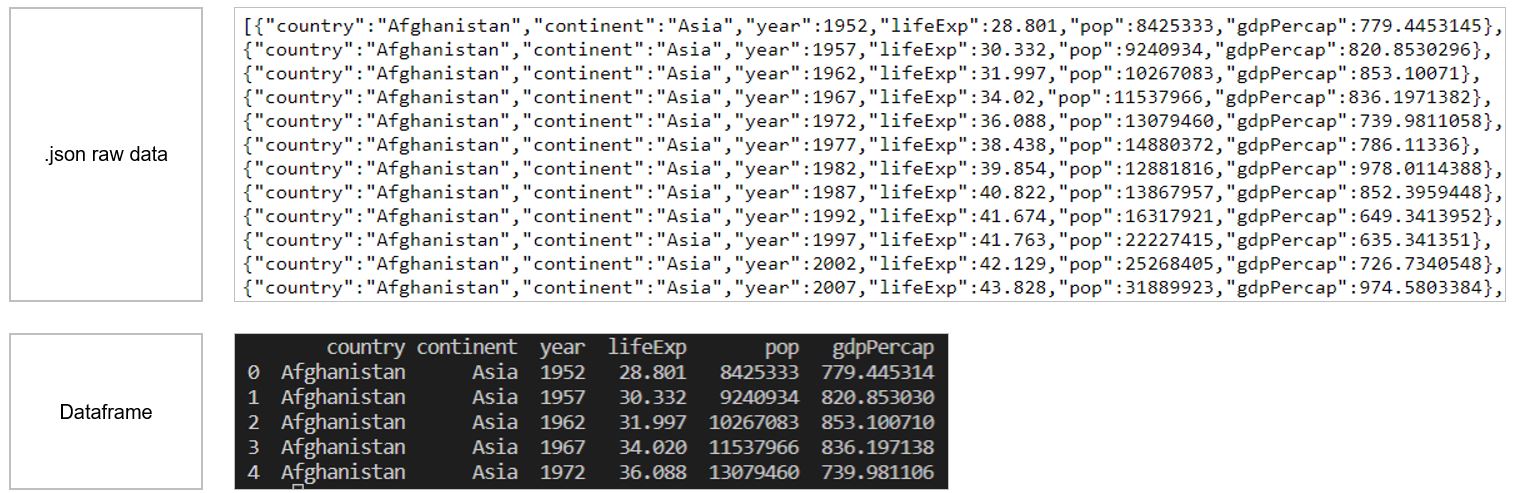 .json raw data
[{"country":"Afghanistan","continent":"Asia","year":1952,"lifeExp":28.801,"pop":8425333,"gdpPercap":779.4453145},
{"country":"Afghanistan","continent":"Asia","year":1957,"lifeExp":30.332,"pop":9240934,"gdpPercap":820.8530296},
{"country":"Afghanistan","continent":"Asia","year":1962,"lifeExp":31.997,"pop":10267083,"gdpPercap":853.10071},
{"country":"Afghanistan","continent":"Asia","year":1967,"lifeExp":34.02,"pop":11537966,"gdpPercap":836.1971382},
{"country":"Afghanistan","continent":"Asia","year":1972,"lifeExp":36.088,"pop":13079460,"gdpPercap":739.9811058},
{"country":"Afghanistan","continent":"Asia","year":1977,"lifeExp":38.438,"pop":14880372,"gdpPercap":786.11336},
{"country":"Afghanistan","continent":"Asia","year":1982,"lifeExp":39.854,"pop":12881816,"gdpPercap":978.0114388},
{"country":"Afghanistan","continent":"Asia","year":1987,"lifeExp":40.822,"pop":13867957,"gdpPercap":852.3959448},
{"country":"Afghanistan","continent":"Asia","year":1992,"lifeExp":41.674,"pop":16317921,"gdpPercap":649.3413952},
{"country":"Afghanistan","continent":"Asia","year":1997,"lifeExp":41.763,"pop":22227415,"gdpPercap":635.341351},
{"country":"Afghanistan","continent":"Asia","year":2002,"lifeExp":42.129,"pop":25268405,"gdpPercap":726.7340548},
{"country":"Afghanistan","continent":"Asia","year":2007,"lifeExp":43.828,"pop":31889923,"gdpPercap":974.5803384},
Dataframe
country continent year lifeExp pop gdpPercap
0 Afghanistan Asia 1952 28.801 8425333 779.445314
1 Afghanistan Asia 1957 30.332 9240934 820.853030
2 Afghanistan Asia 1962 31.997 10267083 853.100710
3 Afghanistan Asia 1967 34.020 11537966 836.197138
4 Afghanistan Asia 1972 36.088 13079460 739.981106